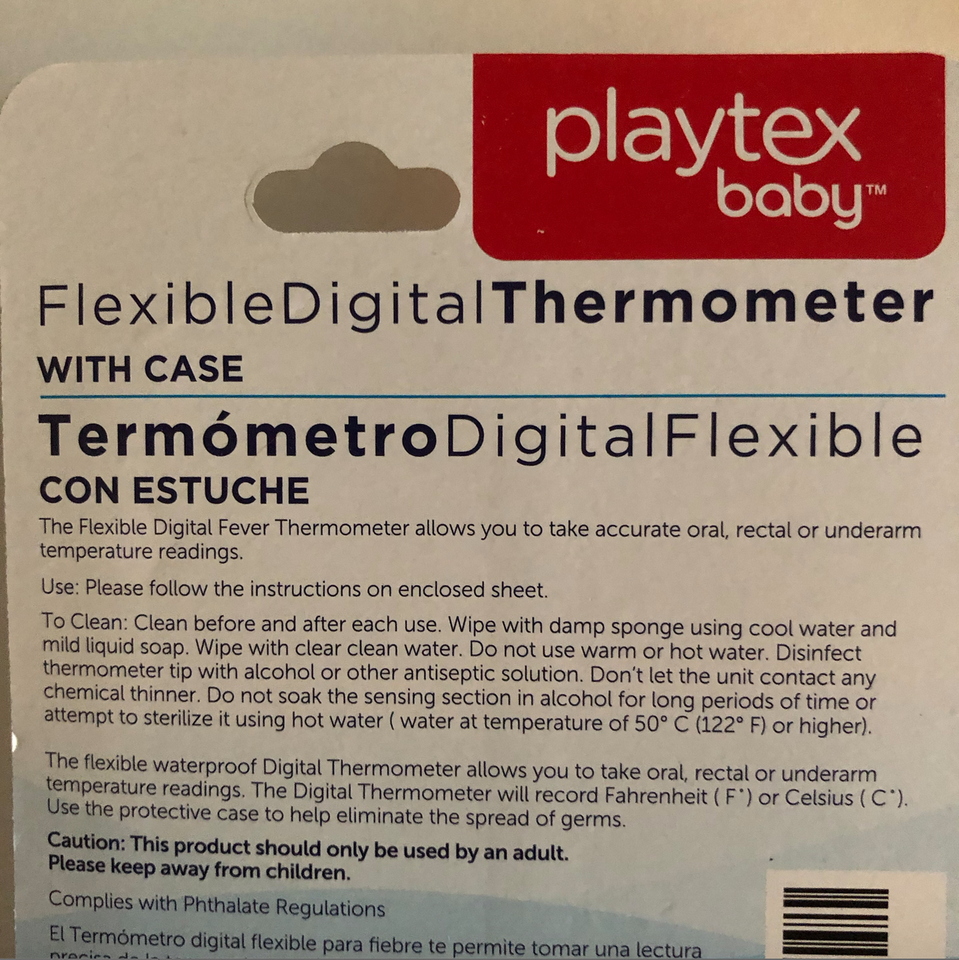 playtex
baby™
FlexibleDigitalThermometer
WITH CASE
TermómetroDigitalFlexible
CON ESTUCHE
The Flexible Digital Fever Thermometer allows you to take accurate oral, rectal or underarm
temperature readings.
Use: Please follow the instructions on enclosed sheet.
To Clean: Clean before and after each use. Wipe with damp sponge using cool water and
mild liquid soap. Wipe with clear clean water. Do not use warm or hot water. Disinfect
thermometer tip with alcohol or other antiseptic solution. Don't let the unit contact any
chemical thinner. Do not soak the sensing section in alcohol for long periods of time or
attempt to sterilize it using hot water ( water at temperature of 50° C (122° F) or higher).
The flexible waterproof Digital Thermometer allows you to take oral, rectal or underarm
temperature readings. The Digital Thermometer will record Fahrenheit ( F°) or Celsius ( C°).
Use the protective case to help eliminate the spread of germs.
Caution: This product should only be used by an adult.
Please keep away from children.
Complies with Phthalate Regulations
El Termómetro digital flexible para fiebre te permite tomar una lectura